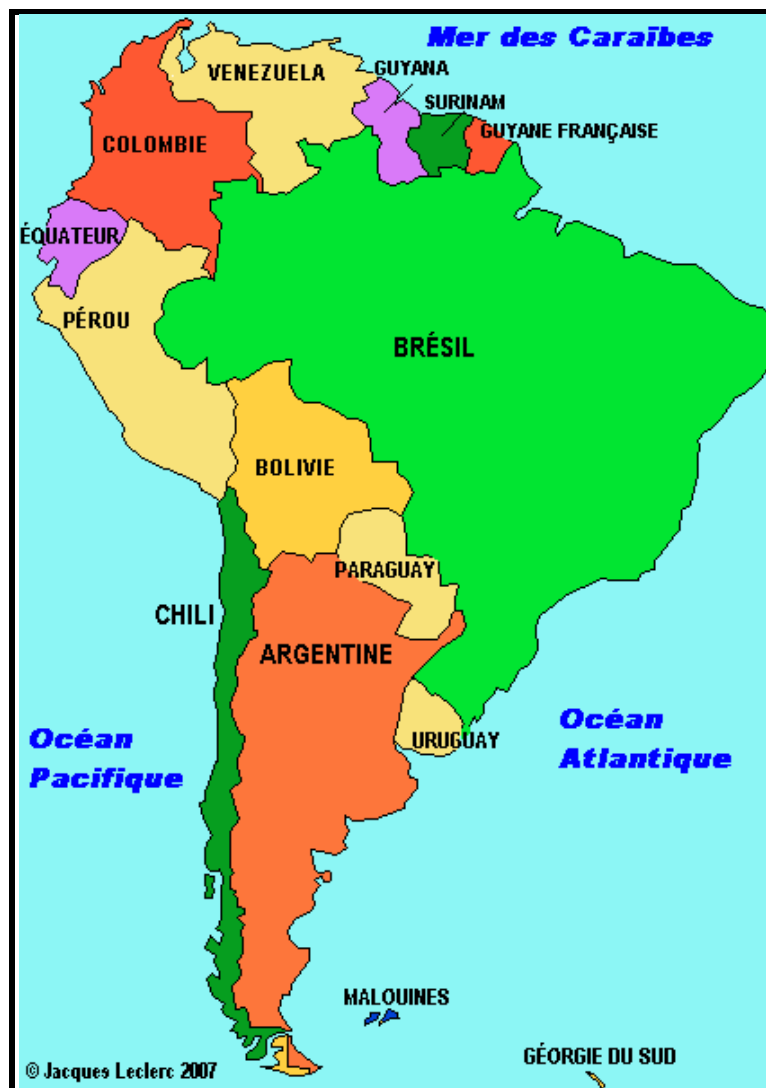 Mer des Caraïbes
VENEZUELA
GUYANA
SURINAM
GUYANE FRANÇAISE
COLOMBIE
ÉQUATEUR
PÉROU
BRÉSIL
BOLIVIE
PARAGUAY
CHILI
ARGENTINE
URUGUAY
Océan
Pacifique
Océan
Atlantique
MALOUINES
GÉORGIE DU SUD
© Jacques Leclerc 2007